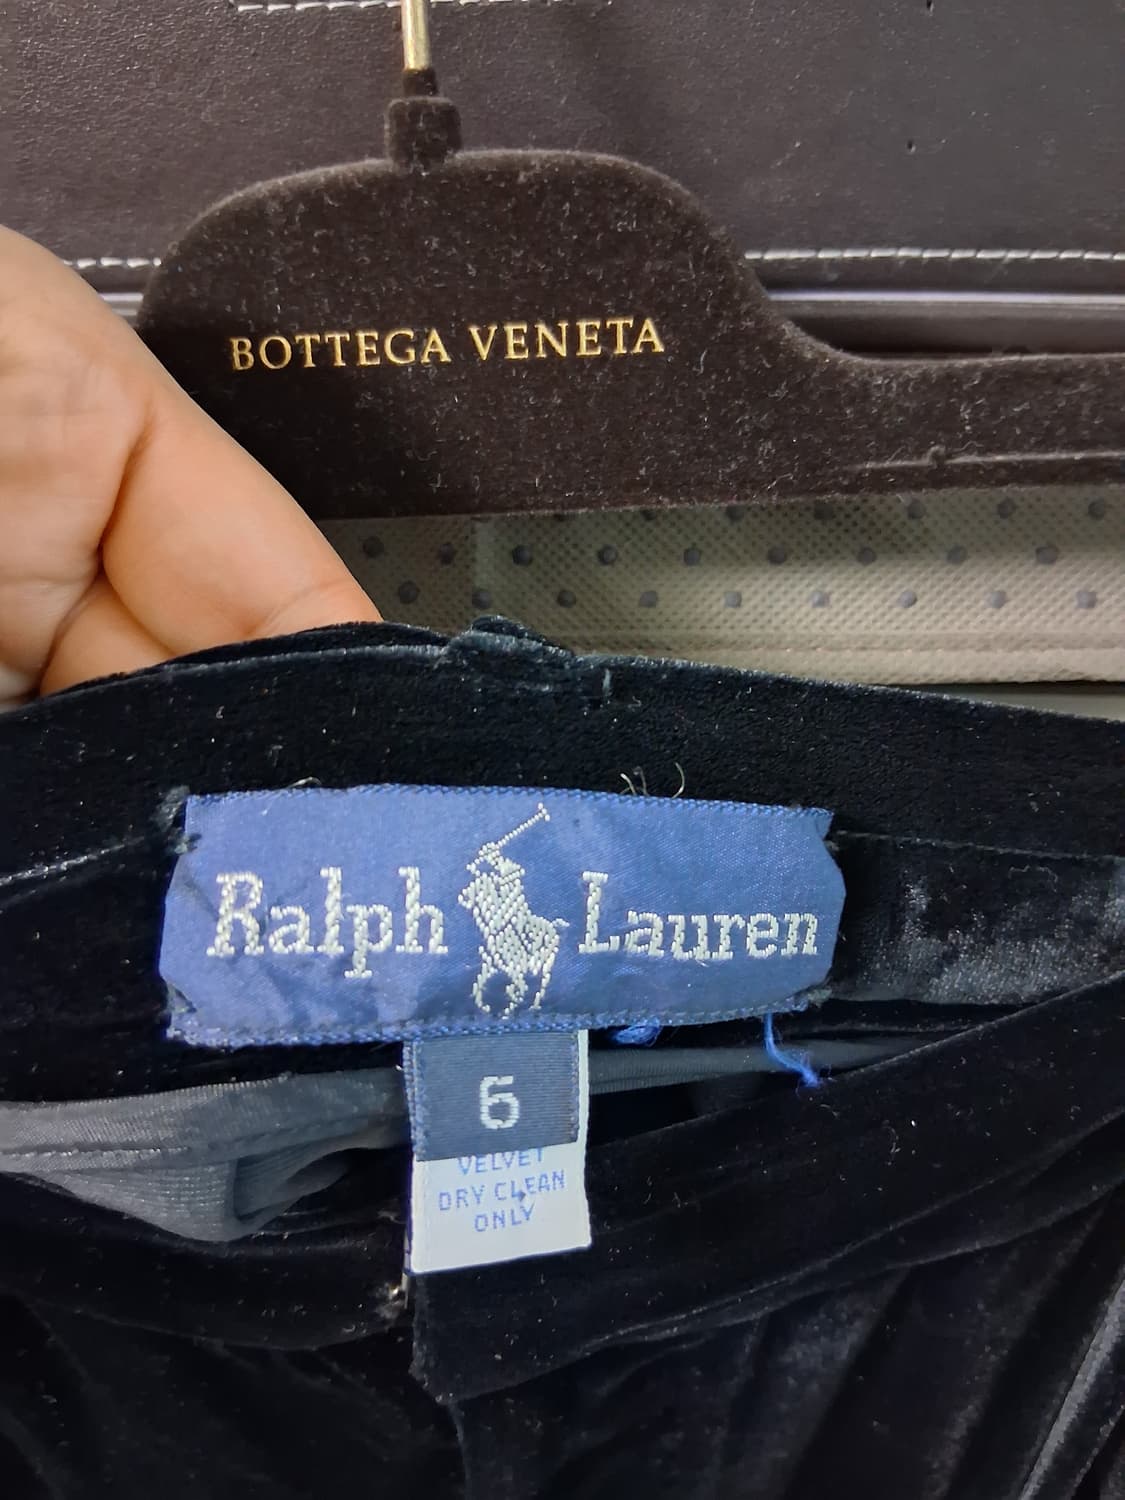 BOTTEGA VENETA
Ralph Lauren
6
VELVET
DRY CLEAN
ONLY